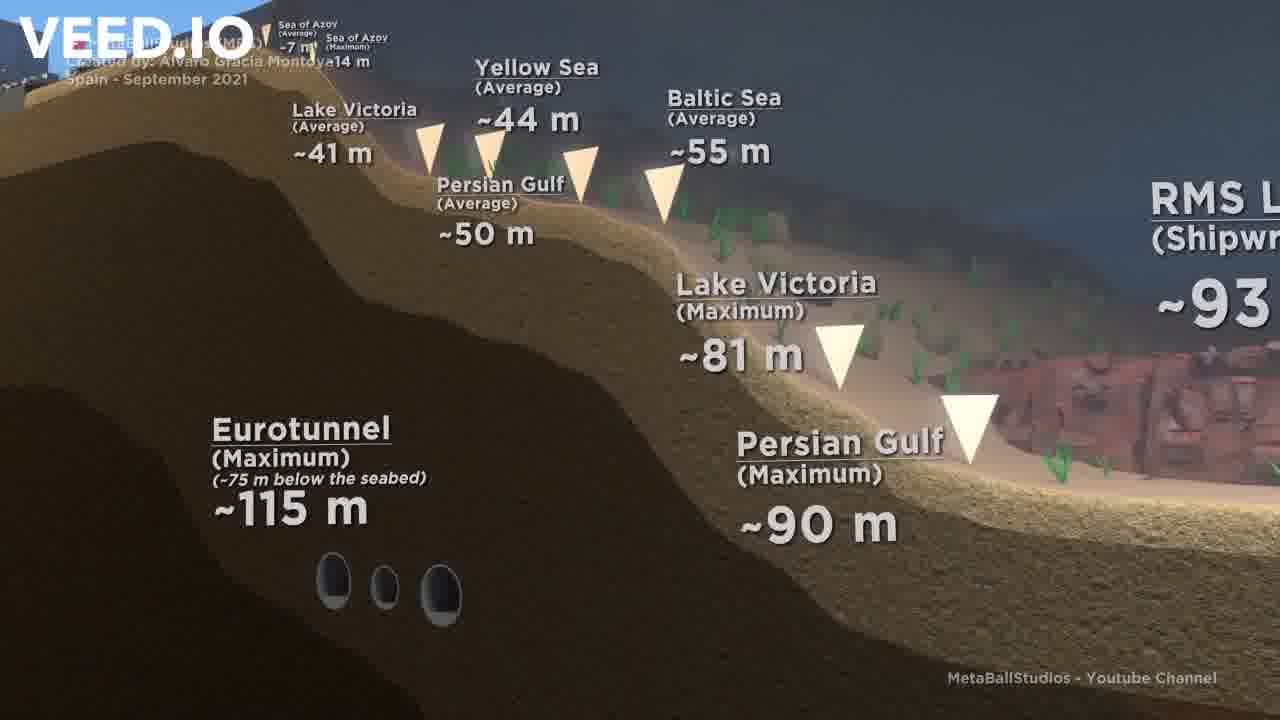 VEED.IO
Created by: Alvaro Gracia Montoya
Spain - September 2021
Sea of Azov
(Average)
~7 m
Sea of Azov
(Maximum)
~14 m
Lake Victoria
(Average)
~41 m
Yellow Sea
(Average)
~44 m
Persian Gulf
(Average)
~50 m
Baltic Sea
(Average)
~55 m
Lake Victoria
(Maximum)
~81 m
Persian Gulf
(Maximum)
~90 m
RMS L
(Shipwr
~93
Eurotunnel
(Maximum)
(~75 m below the seabed)
~115 m
MetaBallStudios - Youtube Channel